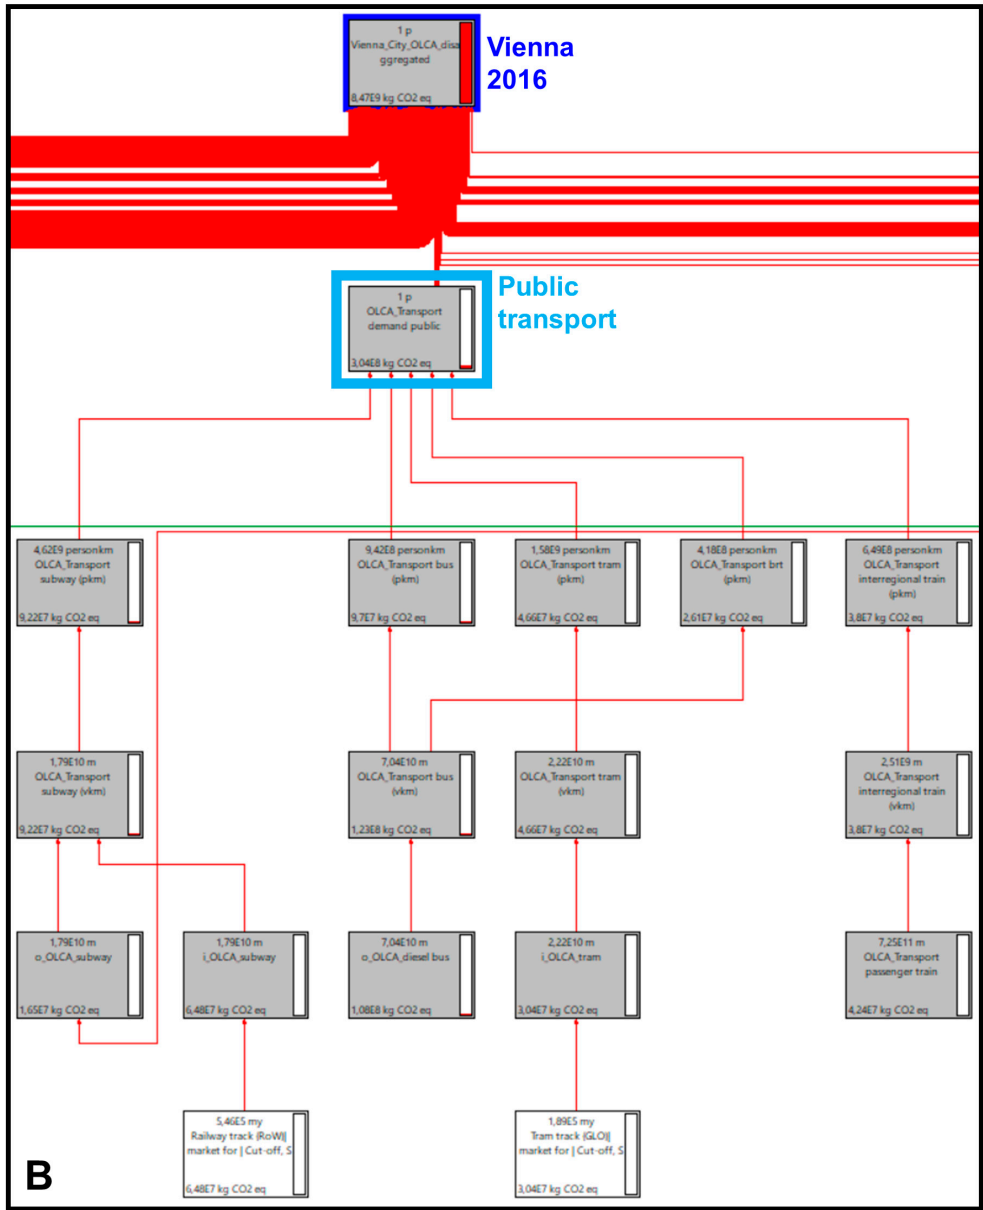 1 p
Vienna_City_OLCA_disa
ggregated
8,47E9 kg CO2 eq
Vienna
2016
1 p
OLCA_Transport
demand public
3,04E8 kg CO2 eq
Public
transport
4,62E9 personkm
OLCA_Transport
subway (pkm)
9,22E7 kg CO2 eq
9,42E8 personkm
OLCA_Transport bus
(pkm)
9,7E7 kg CO2 eq
1,58E9 personkm
OLCA_Transport tram
(pkm)
4,66E7 kg CO2 eq
4,18E8 personkm
OLCA_Transport brt
(pkm)
2,61E7 kg CO2 eq
6,49E8 personkm
OLCA_Transport
interregional train
(pkm)
3,8E7 kg CO2 eq
1,79E10 m
OLCA_Transport
subway (vkm)
9,22E7 kg CO2 eq
7,04E10 m
OLCA_Transport bus
(vkm)
1,23E8 kg CO2 eq
2,22E10 m
OLCA_Transport tram
(vkm)
4,66E7 kg CO2 eq
2,51E9 m
OLCA_Transport
interregional train
(vkm)
3,8E7 kg CO2 eq
1,79E10 m
o_OLCA_subway
1,65E7 kg CO2 eq
1,79E10 m
i_OLCA_subway
6,48E7 kg CO2 eq
7,04E10 m
o_OLCA_diesel bus
1,08E8 kg CO2 eq
2,22E10 m
i_OLCA_tram
3,04E7 kg CO2 eq
7,25E11 m
OLCA_Transport
passenger train
4,24E7 kg CO2 eq
5,46E5 my
Railway track (RoW)|
market for | Cut-off, S
6,48E7 kg CO2 eq
1,89E5 my
Tram track (GLO)|
market for | Cut-off, S
3,04E7 kg CO2 eq
B